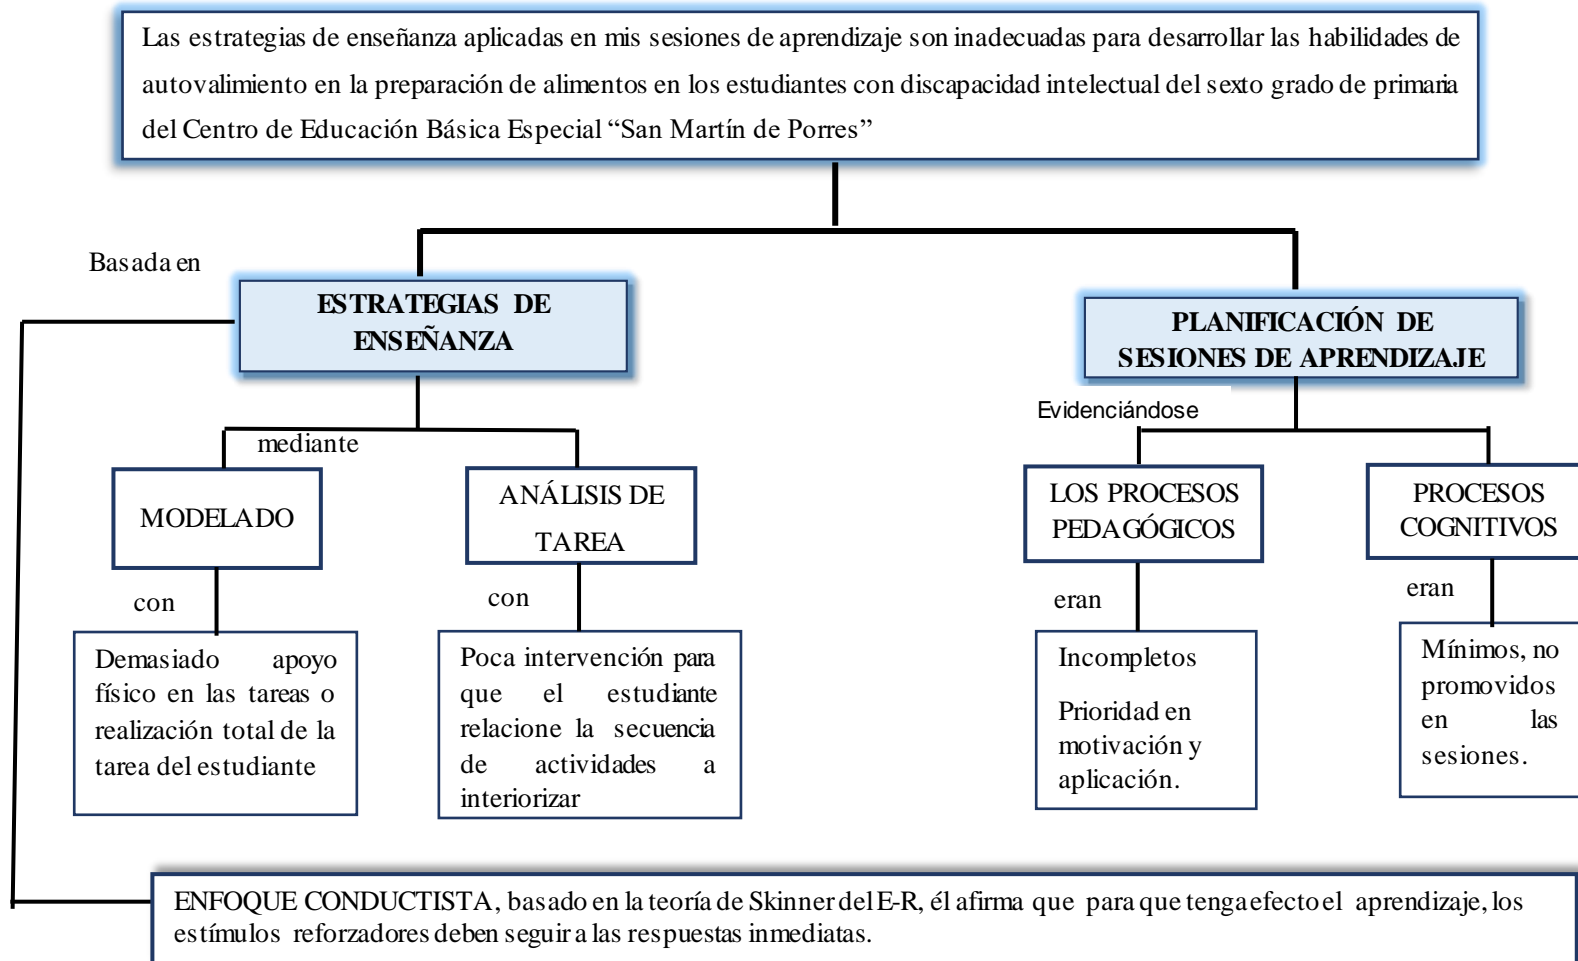 Las estrategias de enseñanza aplicadas en mis sesiones de aprendizaje son inadecuadas para desarrollar las habilidades de
autovalimiento en la preparación de alimentos en los estudiantes con discapacidad intelectual del sexto grado de primaria
del Centro de Educación Básica Especial “San Martín de Porres”
Basada en
ESTRATEGIAS DE
ENSEÑANZA
PLANIFICACIÓN DE
SESIONES DE APRENDIZAJE
mediante
Evidenciándose
MODELADO
ANÁLISIS DE
TAREA
LOS PROCESOS
PEDAGÓGICOS
PROCESOS
COGNITIVOS
con
con
eran
eran
Demasiado apoyo
físico en las tareas o
realización total de la
tarea del estudiante
Poca intervención para
que el estudiante
relacione la secuencia
de actividades a
interiorizar
Incompletos
Prioridad en
motivación y
aplicación.
Mínimos, no
promovidos
en las
sesiones.
ENFOQUE CONDUCTISTA, basado en la teoría de Skinner del E-R, él afirma que para que tenga efecto el aprendizaje, los
estímulos reforzadores deben seguir a las respuestas inmediatas.